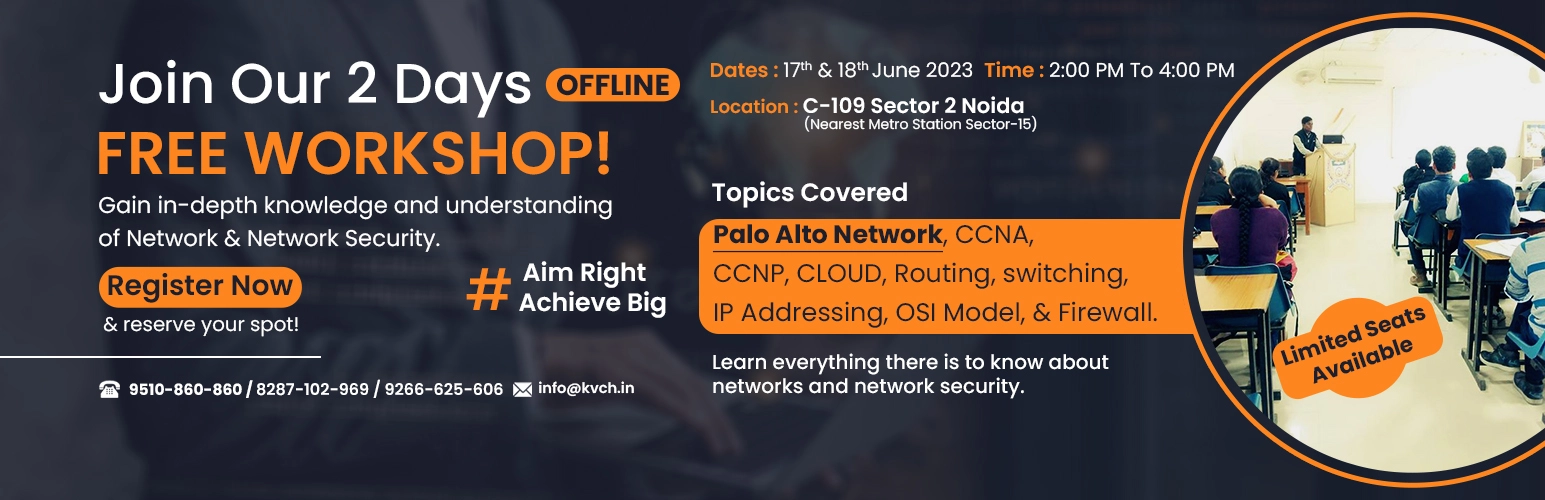 Join Our 2 Days OFFLINE
FREE WORKSHOP!
Gain in-depth knowledge and understanding
of Network & Network Security.
Register Now
& reserve your spot!
# Aim Right
Achieve Big
9510-860-860 / 8287-102-969 / 9266-625-606 info@kvch.in
Dates : 17th & 18th June 2023 Time : 2:00 PM To 4:00 PM
Location : C-109 Sector 2 Noida
(Nearest Metro Station Sector-15)
Topics Covered
Palo Alto Network, CCNA,
CCNP, CLOUD, Routing, switching,
IP Addressing, OSI Model, & Firewall.
Learn everything there is to know about
networks and network security.
Limited Seats
Available